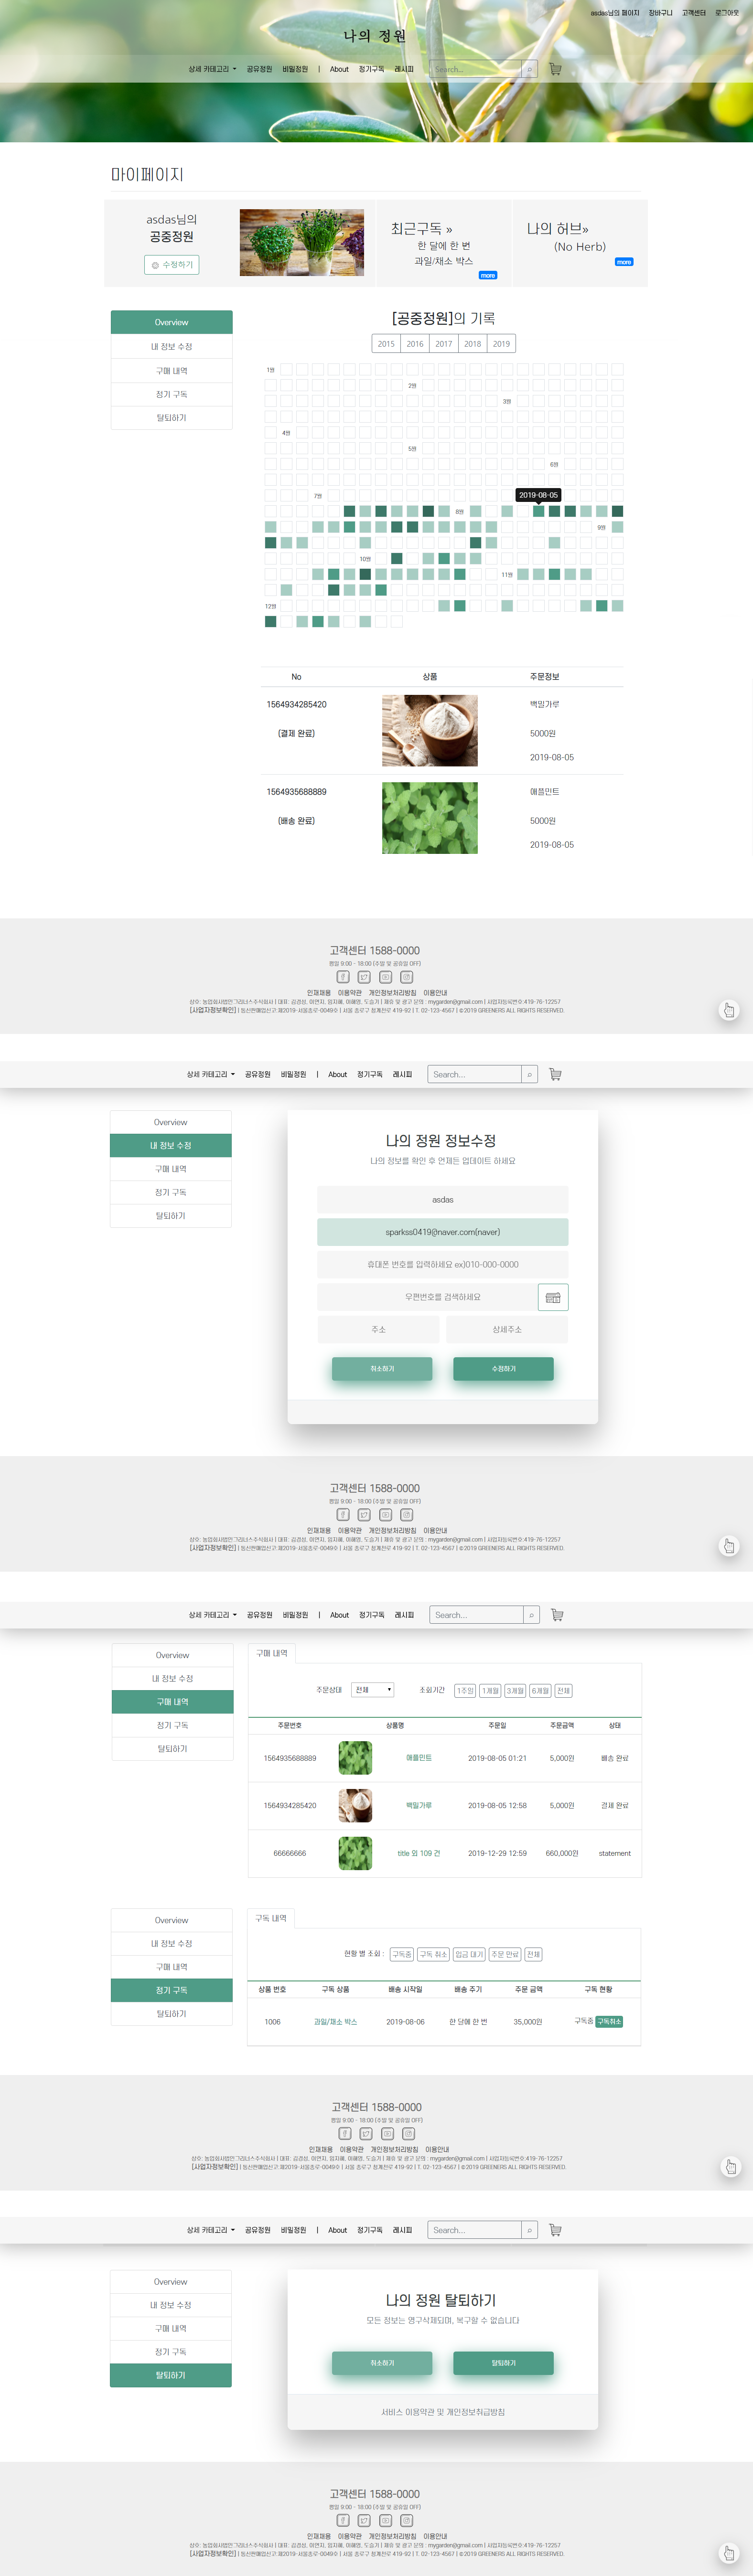 asdas님의 페이지 장바구니 고객센터 로그아웃
나의 정원
상세 카테고리 공유정원 비밀정원 | About 정기구독 레시피 Search...
마이페이지
asdas님의
공중정원
수정하기
최근구독 »
한 달에 한 번
과일/채소 박스
more
나의 허브»
(No Herb)
more
Overview
내 정보 수정
구매 내역
정기 구독
탈퇴하기
[공중정원]의 기록
2015 2016 2017 2018 2019
1월
2월
3월
4월
5월
6월
7월
2019-08-05
8월
9월
10월
11월
12월
No 상품 주문정보
1564934285420 백밀가루
(결제 완료) 5000원
2019-08-05
1564935688889 애플민트
(배송 완료) 5000원
2019-08-05
고객센터 1588-0000
평일 9:00 - 18:00 (주말 및 공휴일 OFF)
인재채용 이용약관 개인정보처리방침 이용안내
상호: 농업회사법인그리너스주식회사 | 대표: 김경섭, 이연지, 임지혜, 이해영, 도슬기 | 제휴 및 광고 문의 : mygarden@gmail.com | 사업자등록번호:419-76-12257
[사업자정보확인] | 통신판매업신고:제2019-서울종로-0049호 | 서울 종로구 청계천로 419-92 | T. 02-123-4567 | ©2019 GREENERS ALL RIGHTS RESERVED.
상세 카테고리 공유정원 비밀정원 | About 정기구독 레시피 Search...
Overview
내 정보 수정
구매 내역
정기 구독
탈퇴하기
나의 정원 정보수정
나의 정보를 확인 후 언제든 업데이트 하세요
asdas
sparkss0419@naver.com(naver)
휴대폰 번호를 입력하세요 ex)010-000-0000
우편번호를 검색하세요
주소 상세주소
취소하기 수정하기
고객센터 1588-0000
평일 9:00 - 18:00 (주말 및 공휴일 OFF)
인재채용 이용약관 개인정보처리방침 이용안내
상호: 농업회사법인그리너스주식회사 | 대표: 김경섭, 이연지, 임지혜, 이해영, 도슬기 | 제휴 및 광고 문의 : mygarden@gmail.com | 사업자등록번호:419-76-12257
[사업자정보확인] | 통신판매업신고:제2019-서울종로-0049호 | 서울 종로구 청계천로 419-92 | T. 02-123-4567 | ©2019 GREENERS ALL RIGHTS RESERVED.
상세 카테고리 공유정원 비밀정원 | About 정기구독 레시피 Search...
Overview
내 정보 수정
구매 내역
정기 구독
탈퇴하기
구매 내역
주문상태 전체 조회기간 1주일 1개월 3개월 6개월 전체
주문번호 상품명 주문일 주문금액 상태
1564935688889 애플민트 2019-08-05 01:21 5,000원 배송 완료
1564934285420 백밀가루 2019-08-05 12:58 5,000원 결제 완료
66666666 title 외 109 건 2019-12-29 12:59 660,000원 statement
Overview
내 정보 수정
구매 내역
정기 구독
탈퇴하기
구독 내역
현황 별 조회 : 구독중 구독 취소 입금 대기 주문 만료 전체
상품 번호 구독 상품 배송 시작일 배송 주기 주문 금액 구독 현황
1006 과일/채소 박스 2019-08-06 한 달에 한 번 35,000원 구독중 구독취소
고객센터 1588-0000
평일 9:00 - 18:00 (주말 및 공휴일 OFF)
인재채용 이용약관 개인정보처리방침 이용안내
상호: 농업회사법인그리너스주식회사 | 대표: 김경섭, 이연지, 임지혜, 이해영, 도슬기 | 제휴 및 광고 문의 : mygarden@gmail.com | 사업자등록번호:419-76-12257
[사업자정보확인] | 통신판매업신고:제2019-서울종로-0049호 | 서울 종로구 청계천로 419-92 | T. 02-123-4567 | ©2019 GREENERS ALL RIGHTS RESERVED.
상세 카테고리 공유정원 비밀정원 | About 정기구독 레시피 Search...
Overview
내 정보 수정
구매 내역
정기 구독
탈퇴하기
나의 정원 탈퇴하기
모든 정보는 영구삭제되며, 복구할 수 없습니다
취소하기 탈퇴하기
서비스 이용약관 및 개인정보취급방침
고객센터 1588-0000
평일 9:00 - 18:00 (주말 및 공휴일 OFF)
인재채용 이용약관 개인정보처리방침 이용안내
상호: 농업회사법인그리너스주식회사 | 대표: 김경섭, 이연지, 임지혜, 이해영, 도슬기 | 제휴 및 광고 문의 : mygarden@gmail.com | 사업자등록번호:419-76-12257
[사업자정보확인] | 통신판매업신고:제2019-서울종로-0049호 | 서울 종로구 청계천로 419-92 | T. 02-123-4567 | ©2019 GREENERS ALL RIGHTS RESERVED.